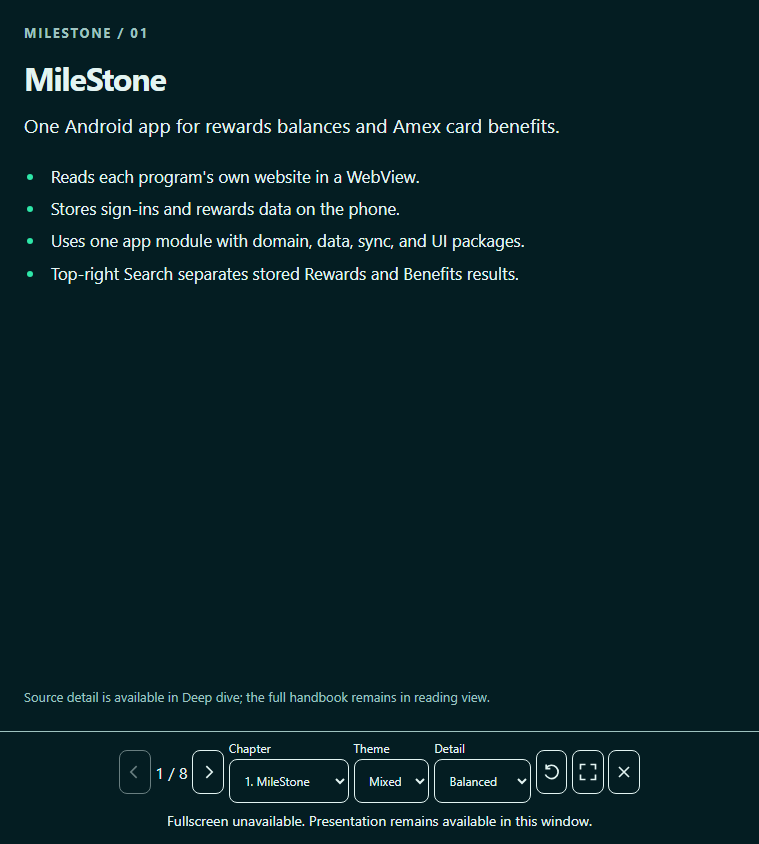 MILESTONE / 01
MileStone
One Android app for rewards balances and Amex card benefits.
Reads each program's own website in a WebView.
Stores sign-ins and rewards data on the phone.
Uses one app module with domain, data, sync, and UI packages.
Top-right Search separates stored Rewards and Benefits results.
Source detail is available in Deep dive; the full handbook remains in reading view.
Chapter Theme Detail
1 / 8 1. MileStone Mixed Balanced
Fullscreen unavailable. Presentation remains available in this window.